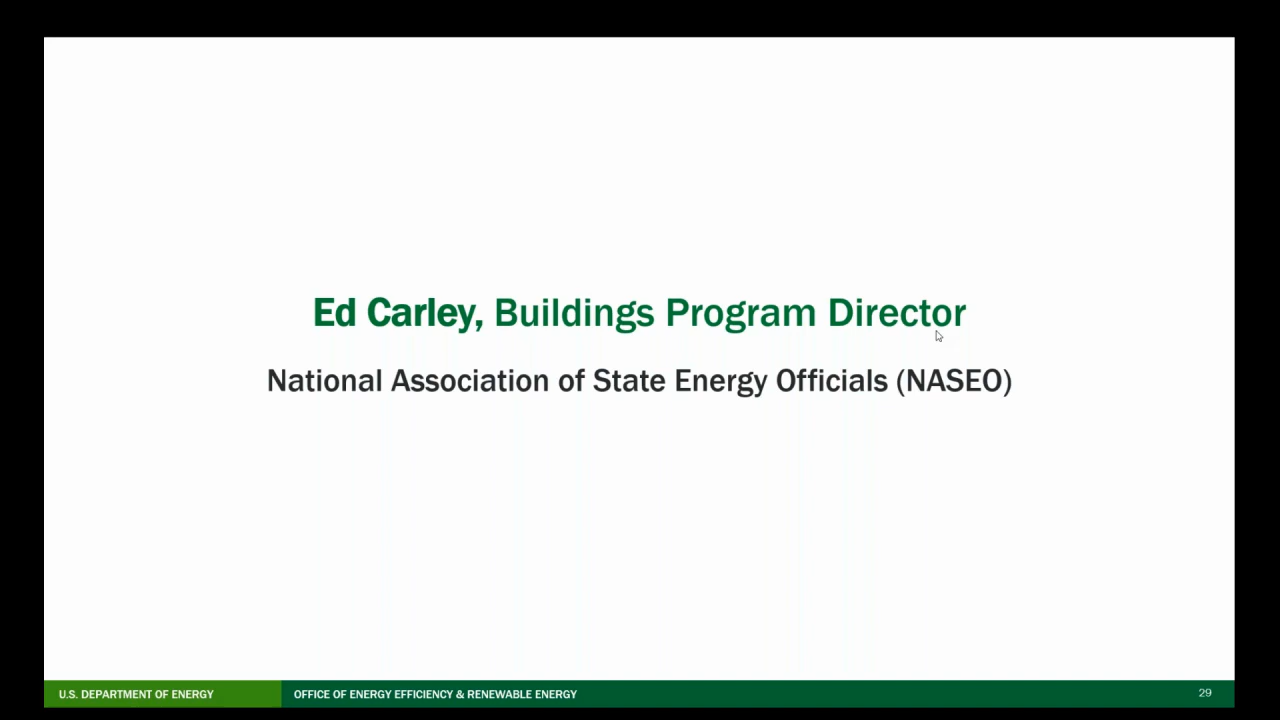 Ed Carley, Buildings Program Director
National Association of State Energy Officials (NASEO)
U.S. DEPARTMENT OF ENERGY
OFFICE OF ENERGY EFFICIENCY & RENEWABLE ENERGY
29